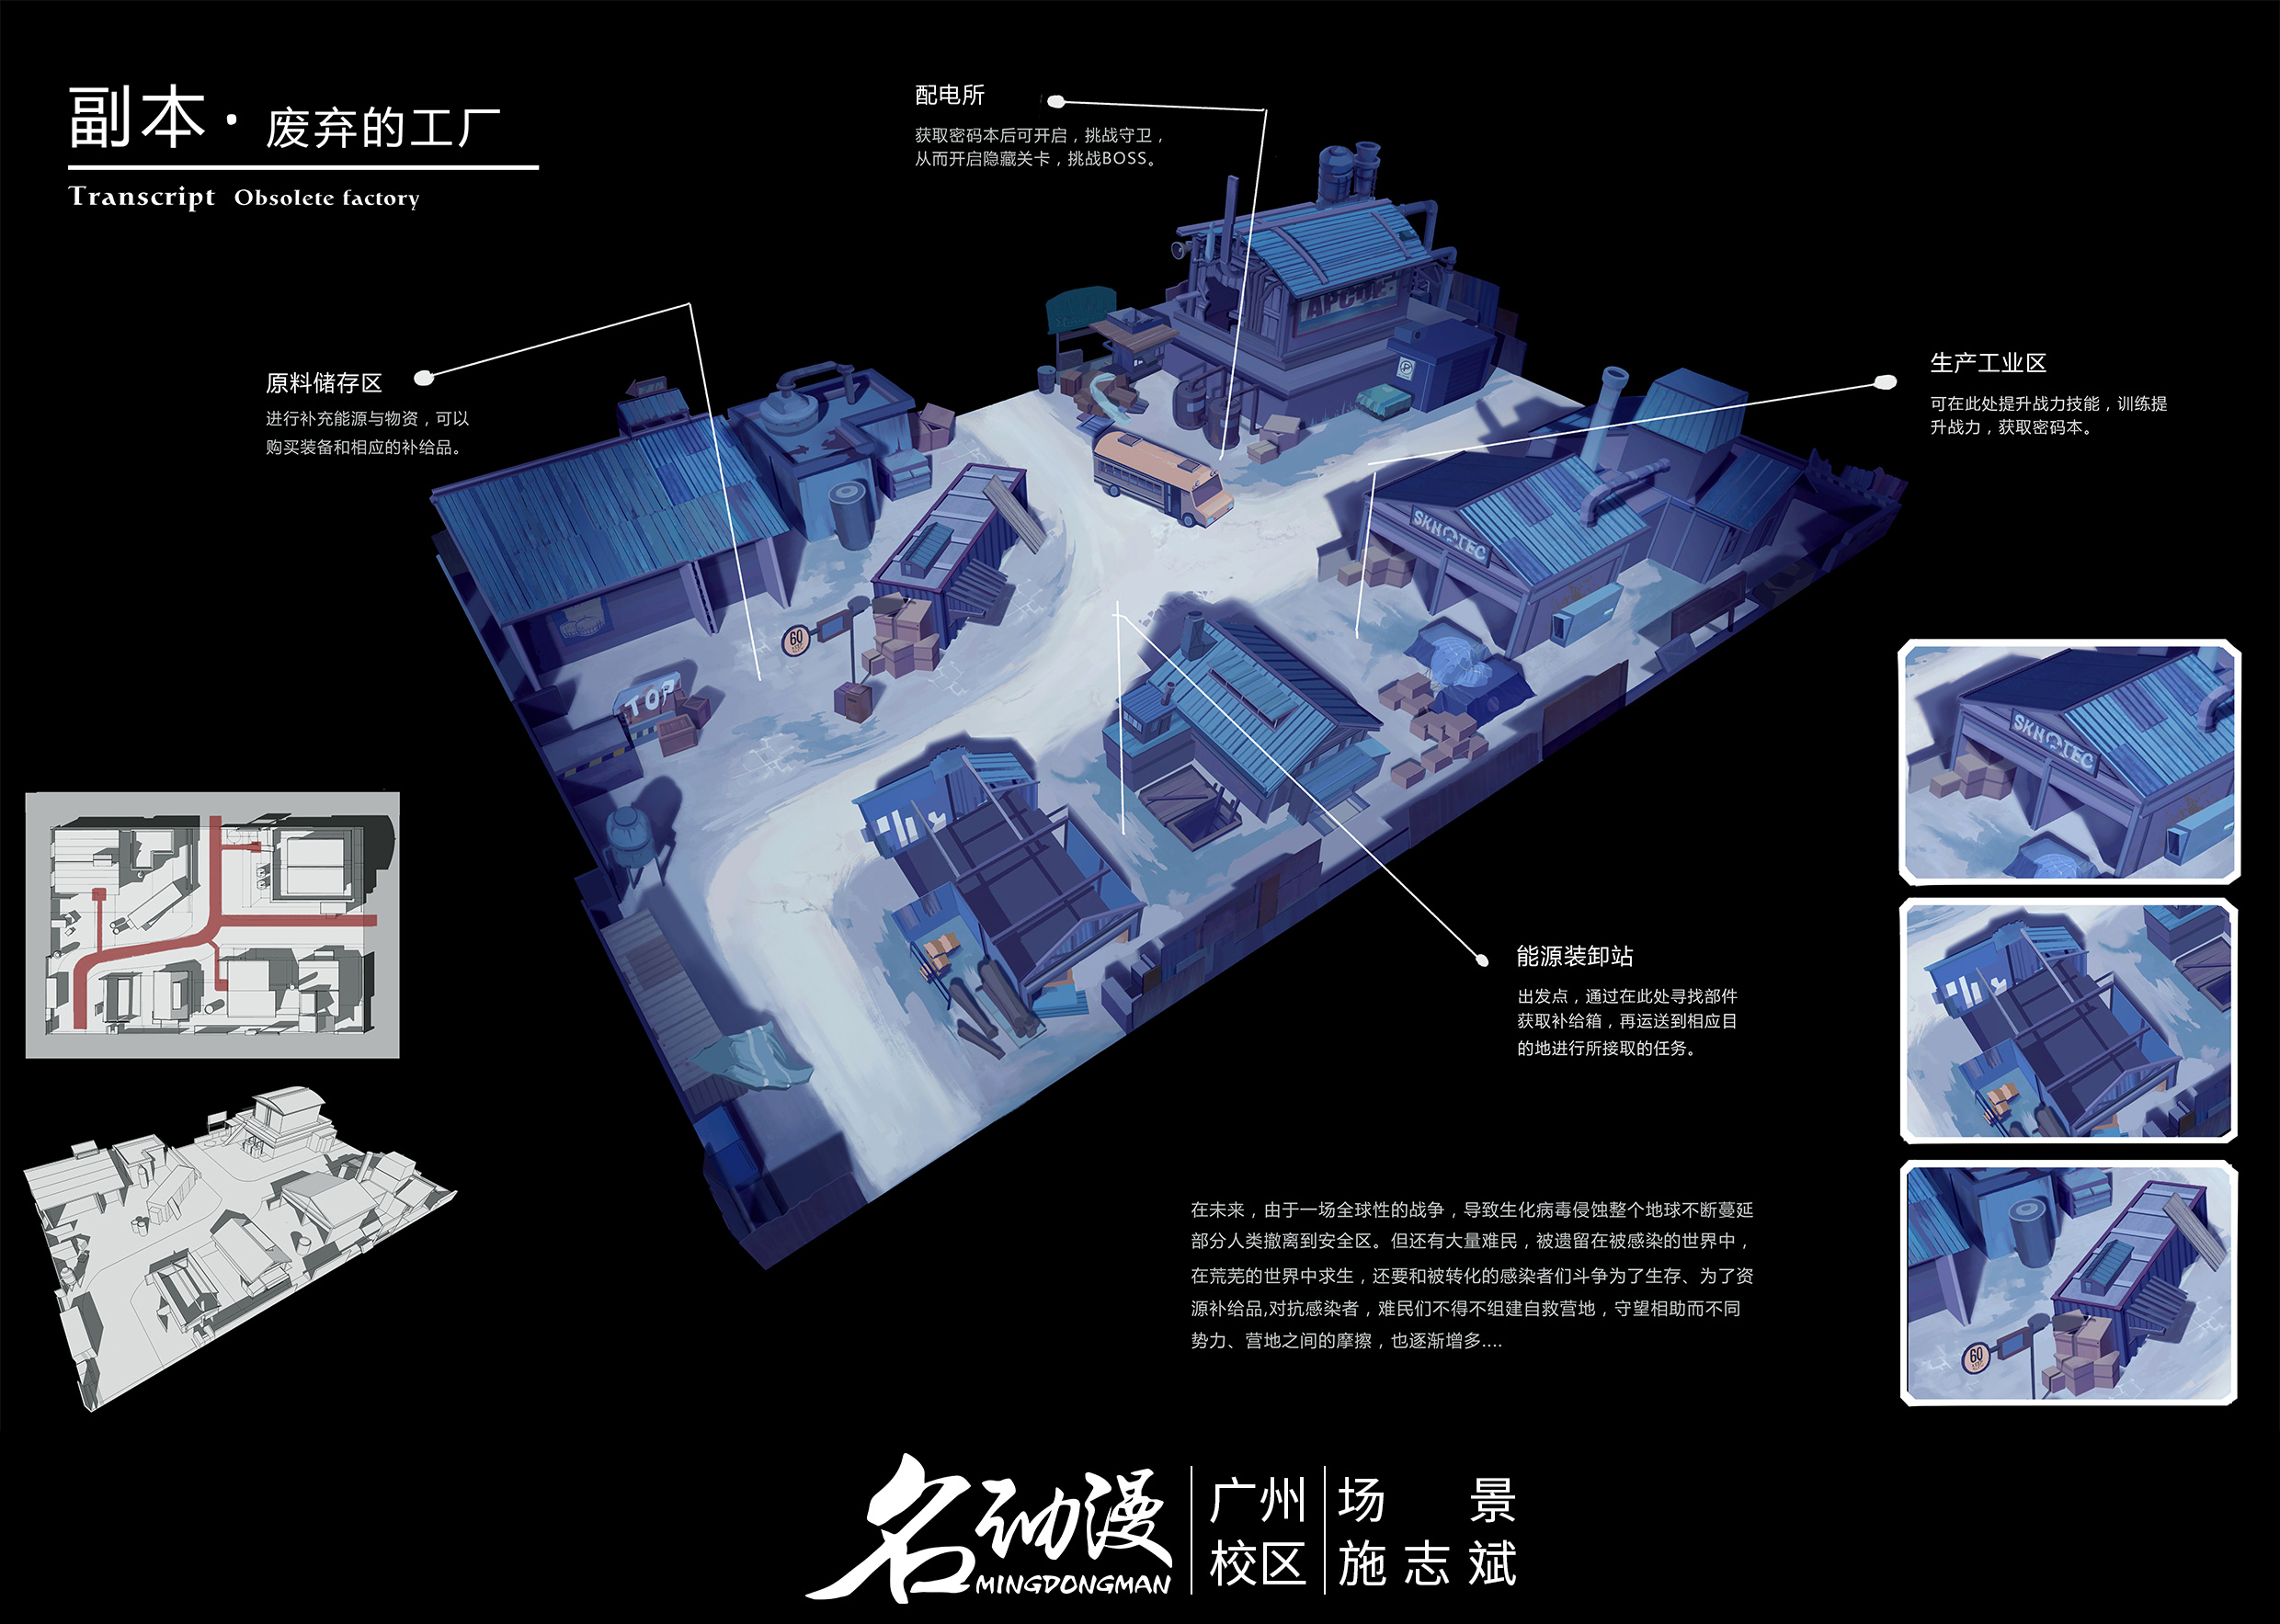 副本·废弃的工厂
Transcript Obsolete factory
配电所
获取密码本后可开启，挑战守卫，
从而开启隐藏关卡，挑战BOSS。
原料储存区
进行补充能源与物资，可以
购买装备和相应的补给品。
生产工业区
可在此处提升战力技能，训练提
升战力，获取密码本。
SKN TEC
60
TOP
P
能源装卸站
出发点，通过在此处寻找部件
获取补给箱，再运送到相应目
的地进行所接取的任务。
SKN TEC
60
在未来，由于一场全球性的战争，导致生化病毒侵蚀整个地球不断蔓延
部分人类撤离到安全区。但还有大量难民，被遗留在被感染的世界中，
在荒芜的世界中求生，还要和被转化的感染者们斗争为了生存、为了资
源补给品,对抗感染者，难民们不得不组建自救营地，守望相助而不同
势力、营地之间的摩擦，也逐渐增多....
名动漫
MINGDONGMAN
广州
校区
场景
施志斌